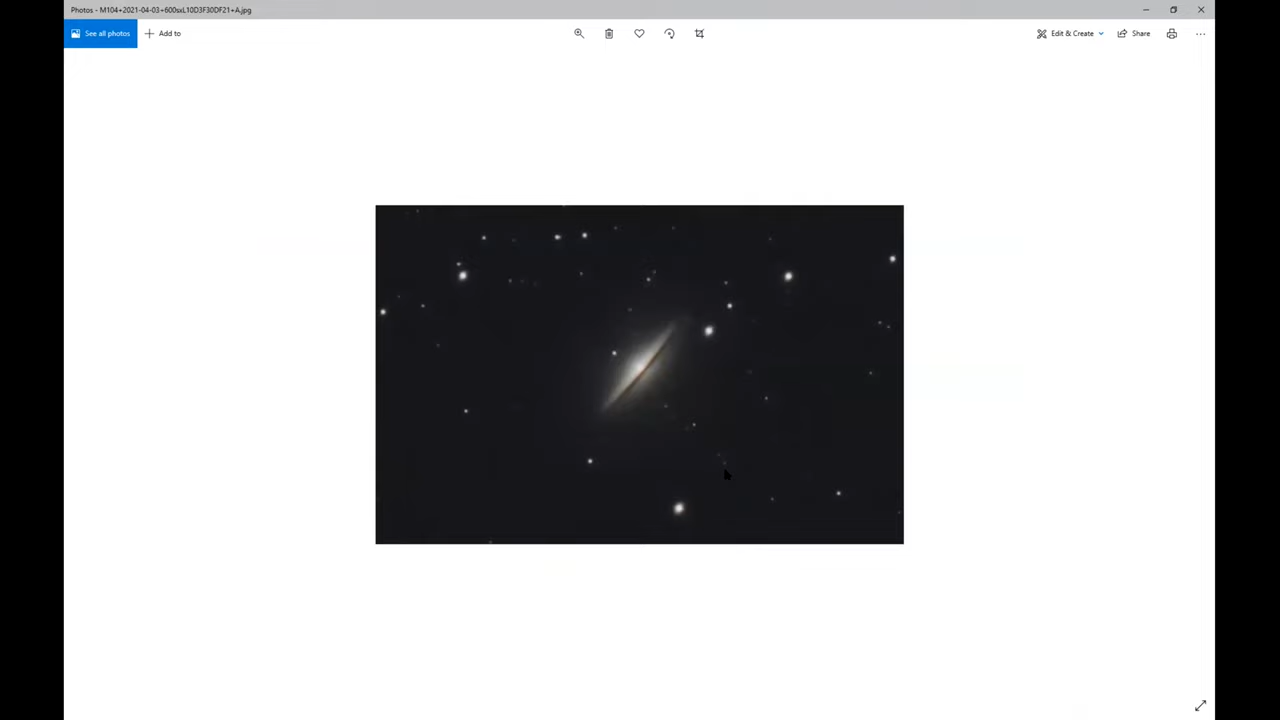 Photos - M104+2021-04-03+600sxL10D3F30DF21+A.jpg
See all photos
Add to
Edit & Create
Share